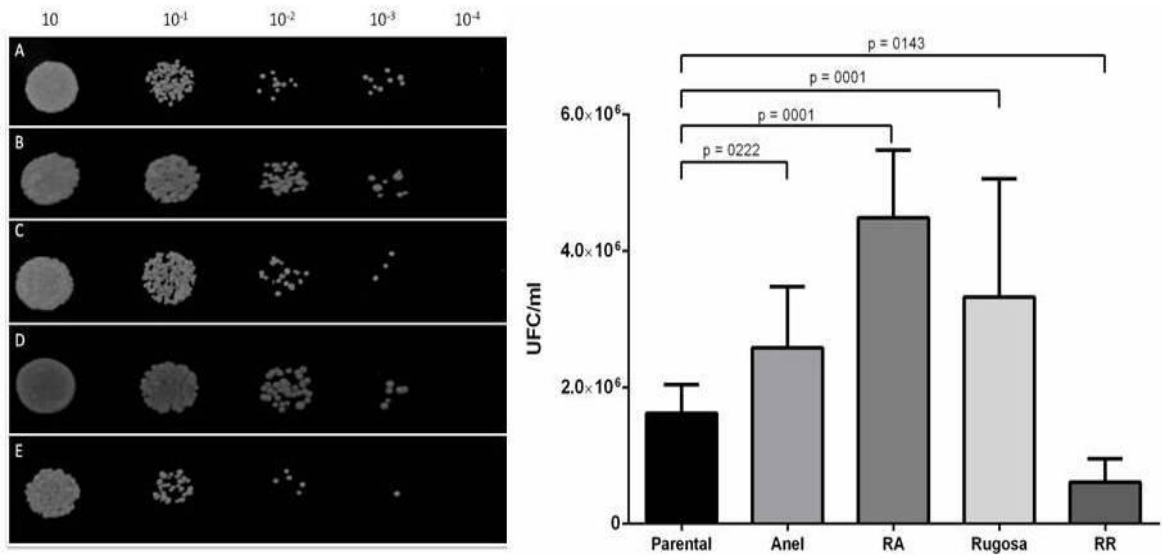 10 10⁻¹ 10⁻² 10⁻³ 10⁻⁴
A
B
C
D
E
p = 0143
p = 0001
p = 0001
p = 0222
6.0×10⁶
4.0×10⁶
2.0×10⁶
0
UFC/ml
Parental Anel RA Rugosa RR